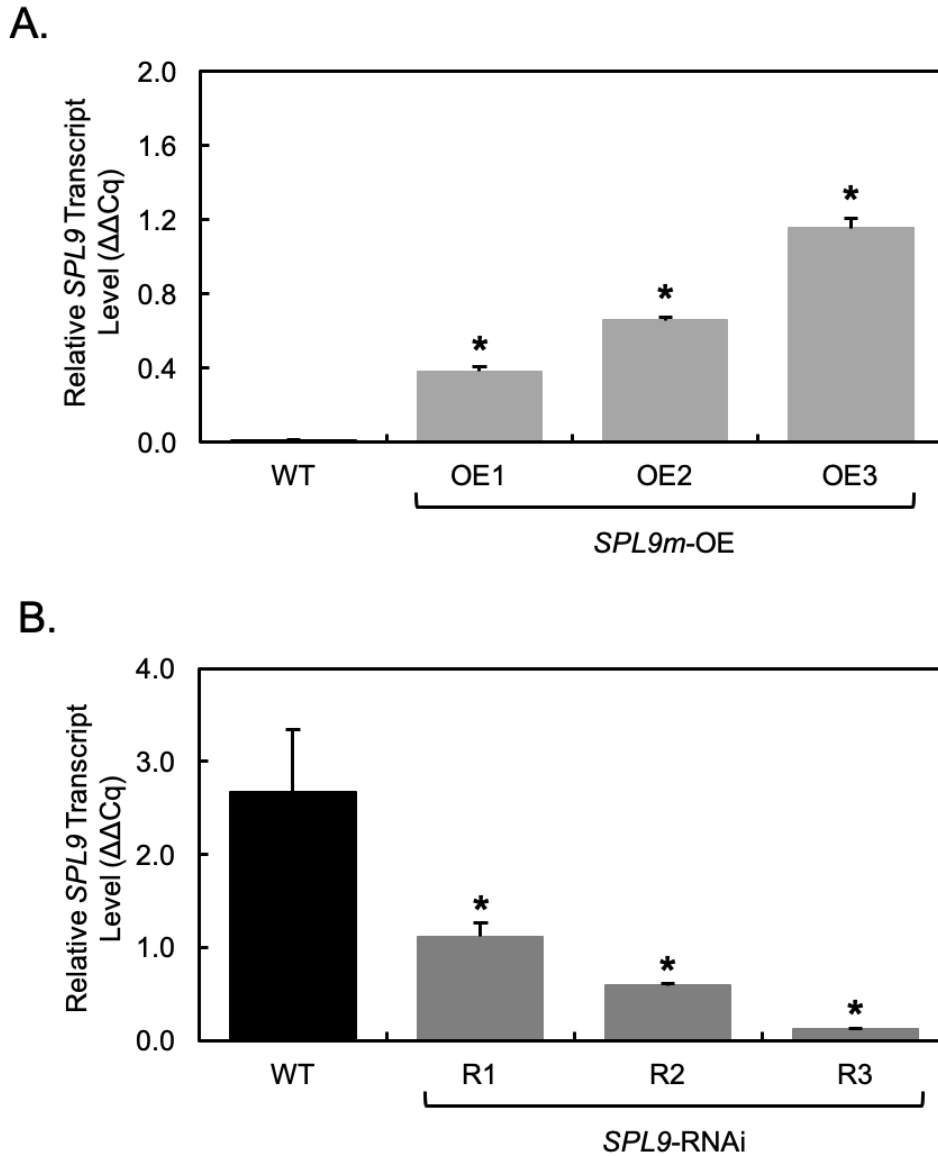 A.
Relative SPL9 Transcript
Level (ΔΔCq)
2.0
1.6
1.2
0.8
0.4
0.0
*
*
*
WT
OE1
OE2
OE3
SPL9m-OE
B.
Relative SPL9 Transcript
Level (ΔΔCq)
4.0
3.0
2.0
1.0
0.0
*
*
*
WT
R1
R2
R3
SPL9-RNAi